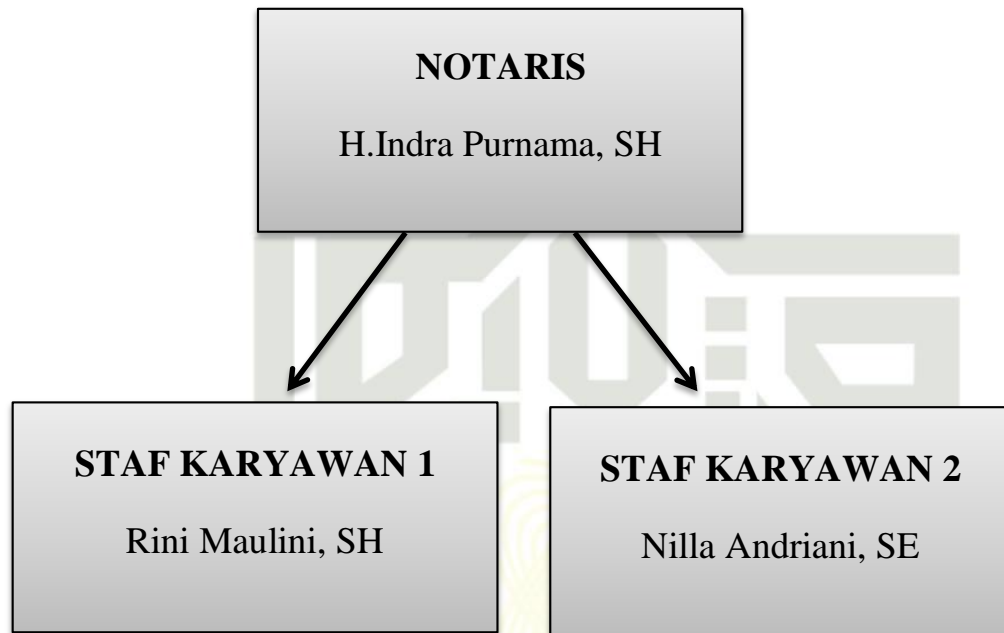 NOTARIS
H.Indra Purnama, SH
STAF KARYAWAN 1
Rini Maulini, SH
STAF KARYAWAN 2
Nilla Andriani, SE